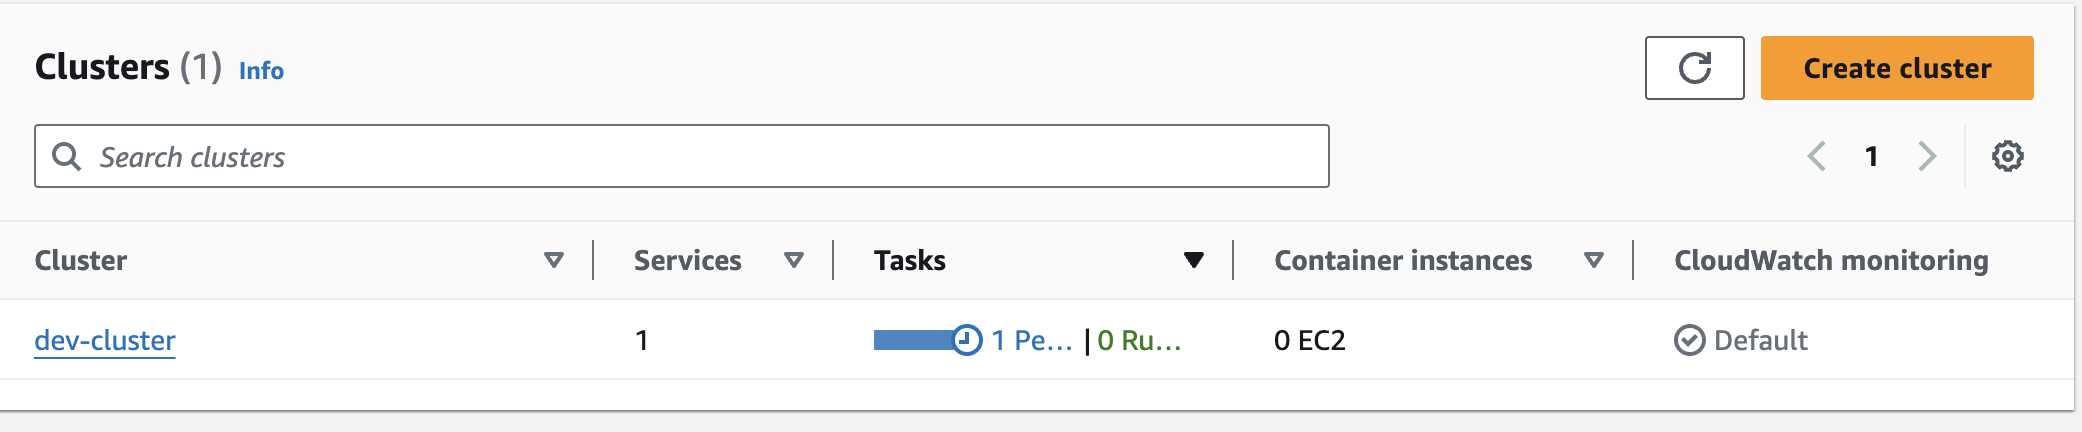 Clusters (1) Info
Create cluster
Search clusters
1
Cluster Services Tasks Container instances CloudWatch monitoring
dev-cluster 1 1 Pe... | 0 Ru... 0 EC2 Default